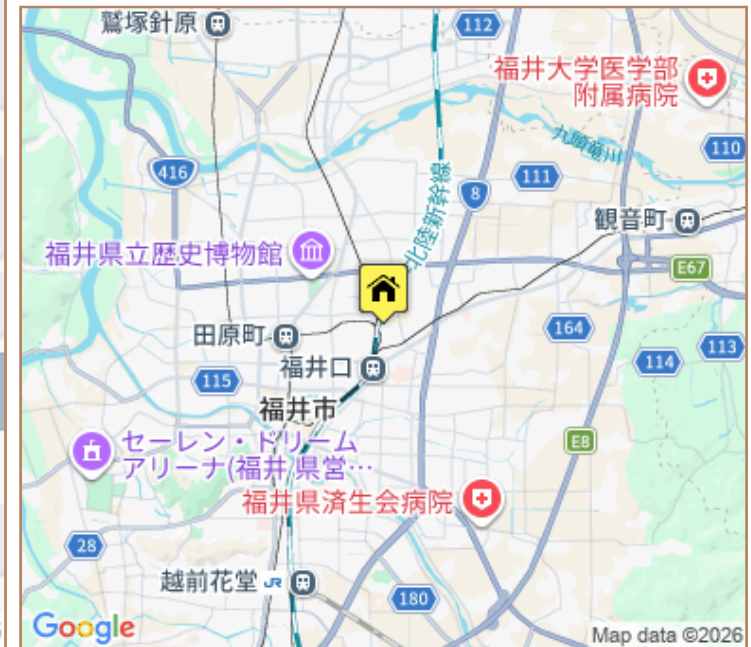 鷲塚針原
112
福井大学医学部
附属病院
九頭竜川
110
416
111
8
北陸新幹線
観音町
福井県立歴史博物館
E67
田原町
164
福井口
114
113
115
福井市
セーレン・ドリーム
アリーナ(福井 県営…
E8
福井県済生会病院
28
越前花堂 JR
180
Google
Map data ©2026